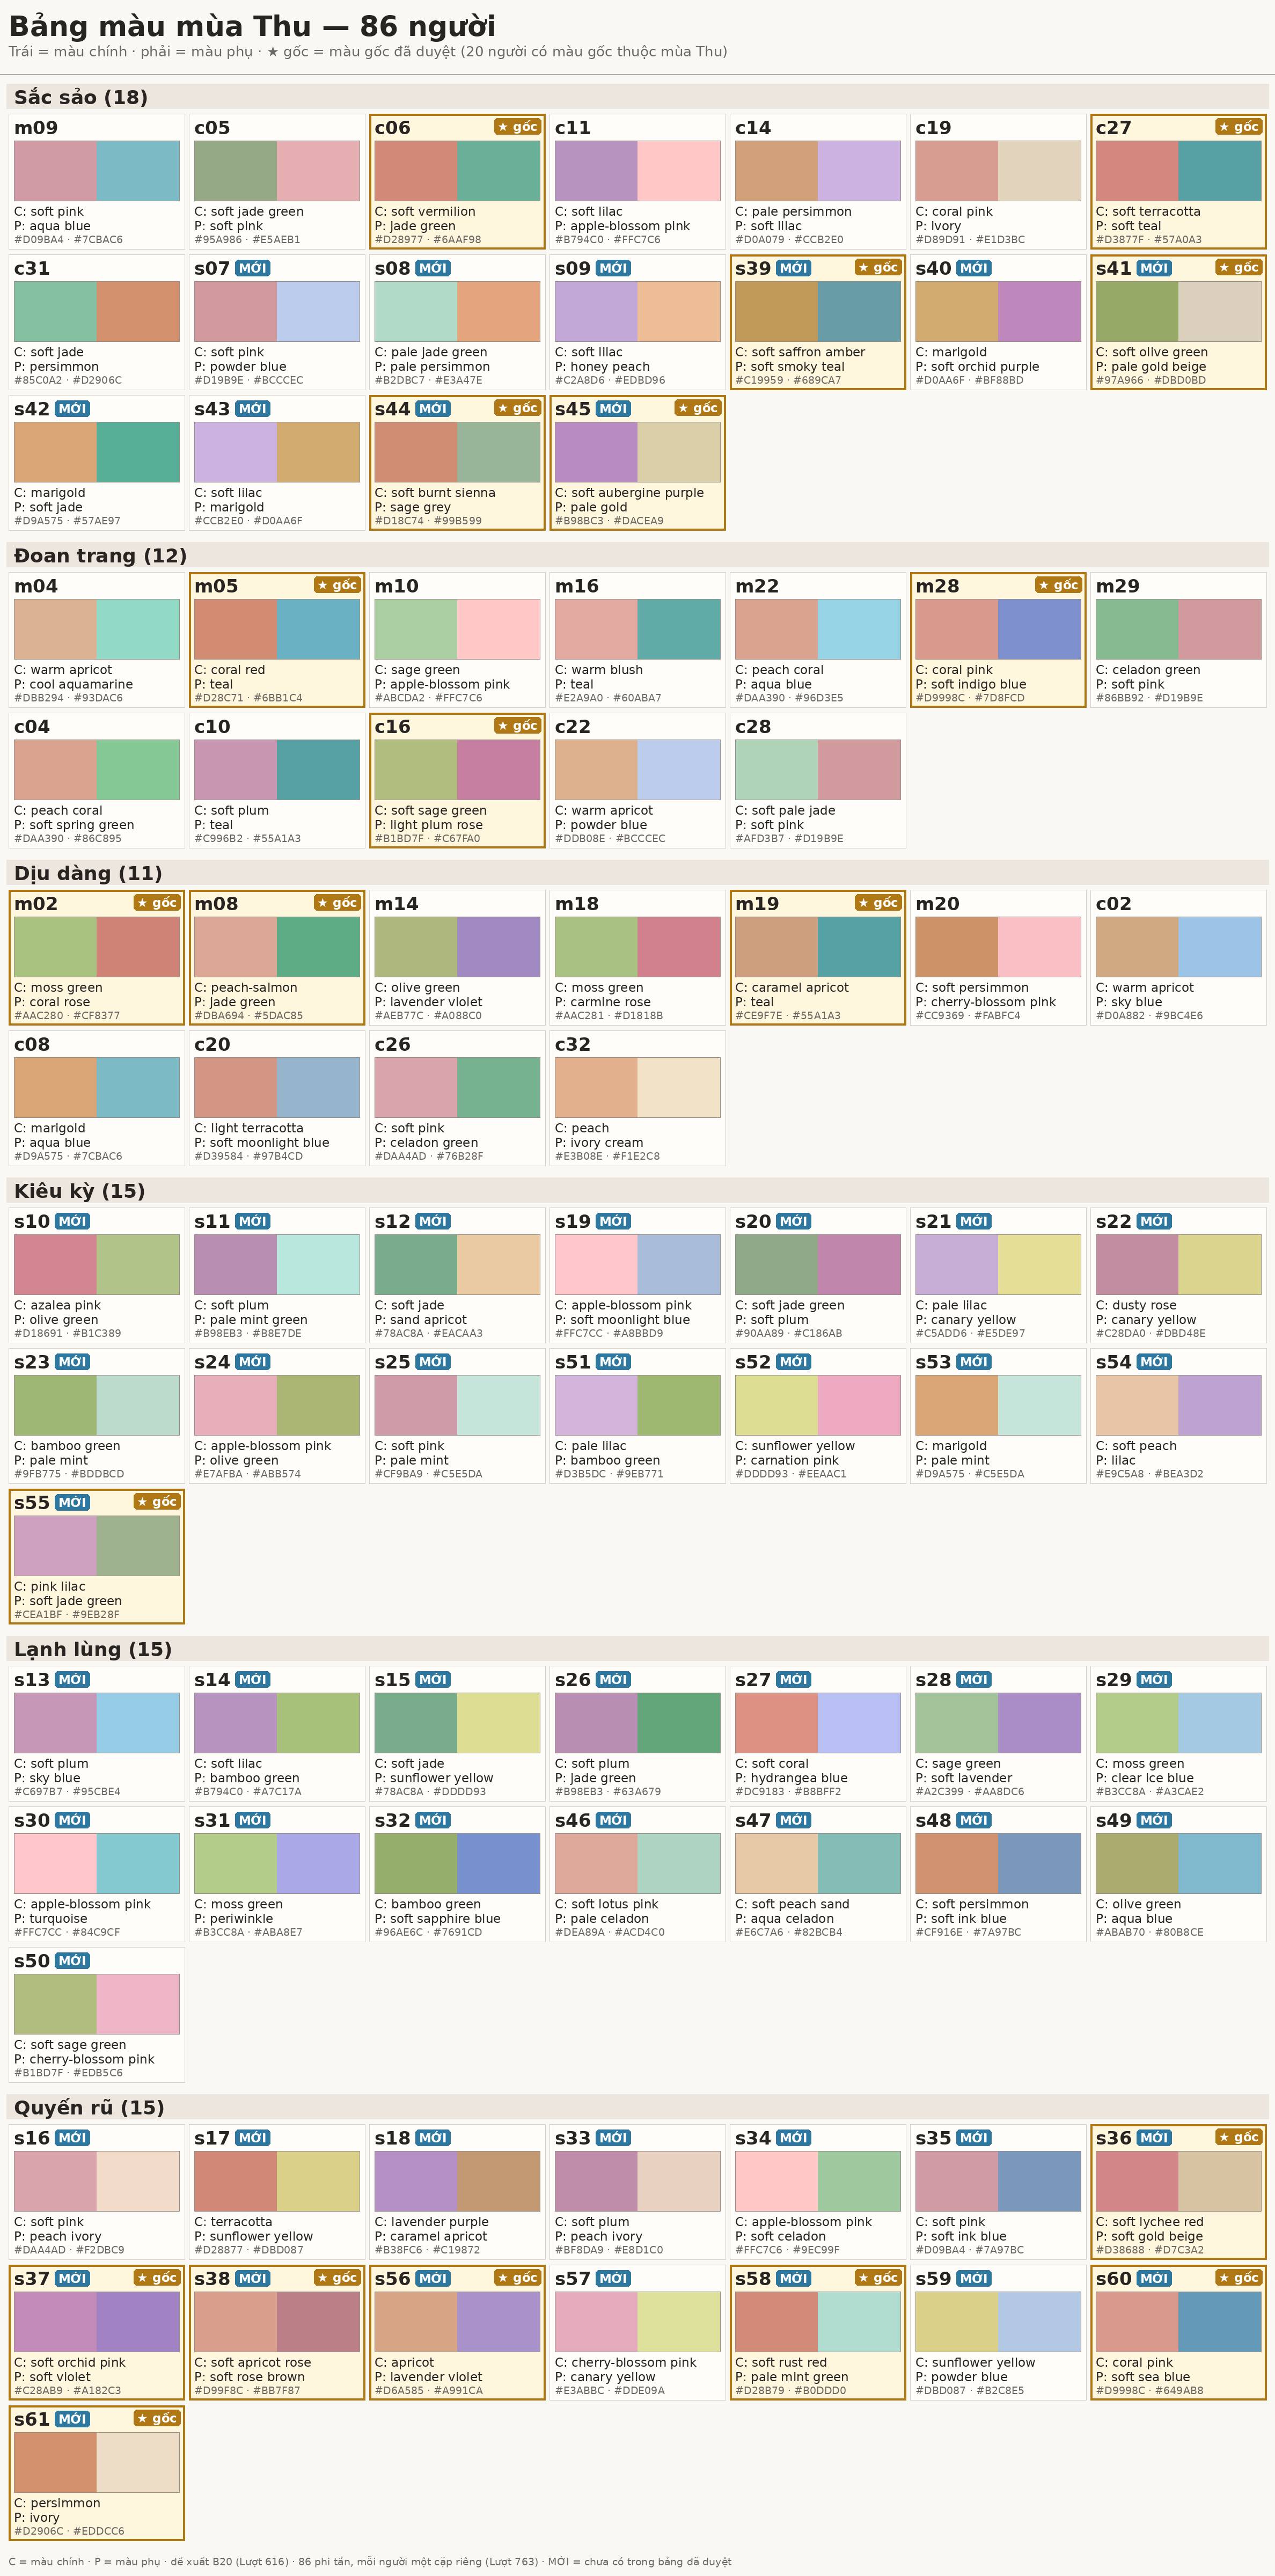 Bảng màu mùa Thu — 86 người
Trái = màu chính · phải = màu phụ · ★ gốc = màu gốc đã duyệt (20 người có màu gốc thuộc mùa Thu)
Sắc sảo (18)
m09
C: soft pink
P: aqua blue
#D09BA4 · #7CBAC6
c05
C: soft jade green
P: soft pink
#95A986 · #E5AEB1
c06 ★ gốc
C: soft vermilion
P: jade green
#D28977 · #6AAF98
c11
C: soft lilac
P: apple-blossom pink
#B794C0 · #FFC7C6
c14
C: pale persimmon
P: soft lilac
#D0A079 · #CCB2E0
c19
C: coral pink
P: ivory
#D89D91 · #E1D3BC
c27 ★ gốc
C: soft terracotta
P: soft teal
#D3877F · #57A0A3
c31
C: soft jade
P: persimmon
#85C0A2 · #D2906C
s07 MỚI
C: soft pink
P: powder blue
#D19B9E · #BCCCEC
s08 MỚI
C: pale jade green
P: pale persimmon
#B2DBC7 · #E3A47E
s09 MỚI
C: soft lilac
P: honey peach
#C2A8D6 · #EDBD96
s39 MỚI ★ gốc
C: soft saffron amber
P: soft smoky teal
#C19959 · #689CA7
s40 MỚI
C: marigold
P: soft orchid purple
#D0AA6F · #BF88BD
s41 MỚI ★ gốc
C: soft olive green
P: pale gold beige
#97A966 · #DBD0BD
s42 MỚI
C: marigold
P: soft jade
#D9A575 · #57AE97
s43 MỚI
C: soft lilac
P: marigold
#CCB2E0 · #D0AA6F
s44 MỚI ★ gốc
C: soft burnt sienna
P: sage grey
#D18C74 · #99B599
s45 MỚI ★ gốc
C: soft aubergine purple
P: pale gold
#B98BC3 · #DACEA9
Đoan trang (12)
m04
C: warm apricot
P: cool aquamarine
#DBB294 · #93DAC6
m05 ★ gốc
C: coral red
P: teal
#D28C71 · #6BB1C4
m10
C: sage green
P: apple-blossom pink
#ABCDA2 · #FFC7C6
m16
C: warm blush
P: teal
#E2A9A0 · #60ABA7
m22
C: peach coral
P: aqua blue
#DAA390 · #96D3E5
m28 ★ gốc
C: coral pink
P: soft indigo blue
#D9998C · #7D8FCD
m29
C: celadon green
P: soft pink
#86BB92 · #D19B9E
c04
C: peach coral
P: soft spring green
#DAA390 · #86C895
c10
C: soft plum
P: teal
#C996B2 · #55A1A3
c16 ★ gốc
C: soft sage green
P: light plum rose
#B1BD7F · #C67FA0
c22
C: warm apricot
P: powder blue
#DDB08E · #BCCCEC
c28
C: soft pale jade
P: soft pink
#AFD3B7 · #D19B9E
Dịu dàng (11)
m02 ★ gốc
C: moss green
P: coral rose
#AAC280 · #CF8377
m08 ★ gốc
C: peach-salmon
P: jade green
#DBA694 · #5DAC85
m14
C: olive green
P: lavender violet
#AEB77C · #A088C0
m18
C: moss green
P: carmine rose
#AAC281 · #D1818B
m19 ★ gốc
C: caramel apricot
P: teal
#CE9F7E · #55A1A3
m20
C: soft persimmon
P: cherry-blossom pink
#CC9369 · #FABFC4
c02
C: warm apricot
P: sky blue
#D0A882 · #9BC4E6
c08
C: marigold
P: aqua blue
#D9A575 · #7CBAC6
c20
C: light terracotta
P: soft moonlight blue
#D39584 · #97B4CD
c26
C: soft pink
P: celadon green
#DAA4AD · #76B28F
c32
C: peach
P: ivory cream
#E3B08E · #F1E2C8
Kiêu kỳ (15)
s10 MỚI
C: azalea pink
P: olive green
#D18691 · #B1C389
s11 MỚI
C: soft plum
P: pale mint green
#B98EB3 · #B8E7DE
s12 MỚI
C: soft jade
P: sand apricot
#78AC8A · #EACAA3
s19 MỚI
C: apple-blossom pink
P: soft moonlight blue
#FFC7CC · #A8BBD9
s20 MỚI
C: soft jade green
P: soft plum
#90AA89 · #C186AB
s21 MỚI
C: pale lilac
P: canary yellow
#C5ADD6 · #E5DE97
s22 MỚI
C: dusty rose
P: canary yellow
#C28DA0 · #DBD48E
s23 MỚI
C: bamboo green
P: pale mint
#9FB775 · #BDDBCD
s24 MỚI
C: apple-blossom pink
P: olive green
#E7AFBA · #ABB574
s25 MỚI
C: soft pink
P: pale mint
#CF9BA9 · #C5E5DA
s51 MỚI
C: pale lilac
P: bamboo green
#D3B5DC · #9EB771
s52 MỚI
C: sunflower yellow
P: carnation pink
#DDDD93 · #EEAAC1
s53 MỚI
C: marigold
P: pale mint
#D9A575 · #C5E5DA
s54 MỚI
C: soft peach
P: lilac
#E9C5A8 · #BEA3D2
s55 MỚI ★ gốc
C: pink lilac
P: soft jade green
#CEA1BF · #9EB28F
Lạnh lùng (15)
s13 MỚI
C: soft plum
P: sky blue
#C697B7 · #95CBE4
s14 MỚI
C: soft lilac
P: bamboo green
#B794C0 · #A7C17A
s15 MỚI
C: soft jade
P: sunflower yellow
#78AC8A · #DDDD93
s26 MỚI
C: soft plum
P: jade green
#B98EB3 · #63A679
s27 MỚI
C: soft coral
P: hydrangea blue
#DC9183 · #B8BFF2
s28 MỚI
C: sage green
P: soft lavender
#A2C399 · #AA8DC6
s29 MỚI
C: moss green
P: clear ice blue
#B3CC8A · #A3CAE2
s30 MỚI
C: apple-blossom pink
P: turquoise
#FFC7CC · #84C9CF
s31 MỚI
C: moss green
P: periwinkle
#B3CC8A · #ABA8E7
s32 MỚI
C: bamboo green
P: soft sapphire blue
#96AE6C · #7691CD
s46 MỚI
C: soft lotus pink
P: pale celadon
#DEA89A · #ACD4C0
s47 MỚI
C: soft peach sand
P: aqua celadon
#E6C7A6 · #82BCB4
s48 MỚI
C: soft persimmon
P: soft ink blue
#CF916E · #7A97BC
s49 MỚI
C: olive green
P: aqua blue
#ABAB70 · #80B8CE
s50 MỚI
C: soft sage green
P: cherry-blossom pink
#B1BD7F · #EDB5C6
Quyến rũ (15)
s16 MỚI
C: soft pink
P: peach ivory
#DAA4AD · #F2DBC9
s17 MỚI
C: terracotta
P: sunflower yellow
#D28877 · #DBD087
s18 MỚI
C: lavender purple
P: caramel apricot
#B38FC6 · #C19872
s33 MỚI
C: soft plum
P: peach ivory
#BF8DA9 · #E8D1C0
s34 MỚI
C: apple-blossom pink
P: soft celadon
#FFC7C6 · #9EC99F
s35 MỚI
C: soft pink
P: soft ink blue
#D09BA4 · #7A97BC
s36 MỚI ★ gốc
C: soft lychee red
P: soft gold beige
#D38688 · #D7C3A2
s37 MỚI ★ gốc
C: soft orchid pink
P: soft violet
#C28AB9 · #A182C3
s38 MỚI ★ gốc
C: soft apricot rose
P: soft rose brown
#D99F8C · #BB7F87
s56 MỚI ★ gốc
C: apricot
P: lavender violet
#D6A585 · #A991CA
s57 MỚI
C: cherry-blossom pink
P: canary yellow
#E3ABBC · #DDE09A
s58 MỚI ★ gốc
C: soft rust red
P: pale mint green
#D28B79 · #B0DDD0
s59 MỚI
C: sunflower yellow
P: powder blue
#DBD087 · #B2C8E5
s60 MỚI ★ gốc
C: coral pink
P: soft sea blue
#D9998C · #649AB8
s61 MỚI ★ gốc
C: persimmon
P: ivory
#D2906C · #EDDCC6
C = màu chính · P = màu phụ · đề xuất B20 (Lượt 616) · 86 phi tần, mỗi người một cặp riêng (Lượt 763) · MỚI = chưa có trong bảng đã duyệt